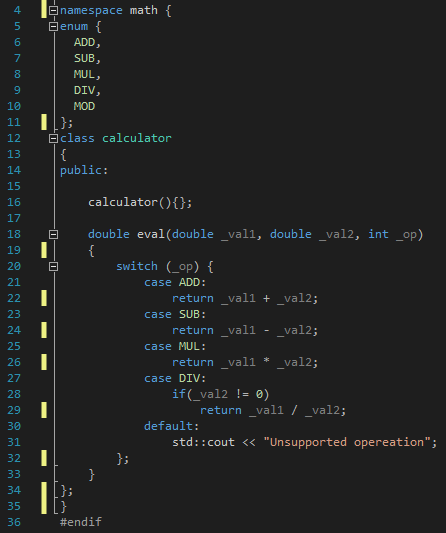 4 namespace math {
5 enum {
6 ADD,
7 SUB,
8 MUL,
9 DIV,
10 MOD
11 };
12 class calculator
13 {
14 public:
15
16 calculator(){};
17
18 double eval(double _val1, double _val2, int _op)
19 {
20 switch (_op) {
21 case ADD:
22 return _val1 + _val2;
23 case SUB:
24 return _val1 - _val2;
25 case MUL:
26 return _val1 * _val2;
27 case DIV:
28 if(_val2 != 0)
29 return _val1 / _val2;
30 default:
31 std::cout << "Unsupported opereation";
32 };
33 }
34 };
35 }
36 #endif